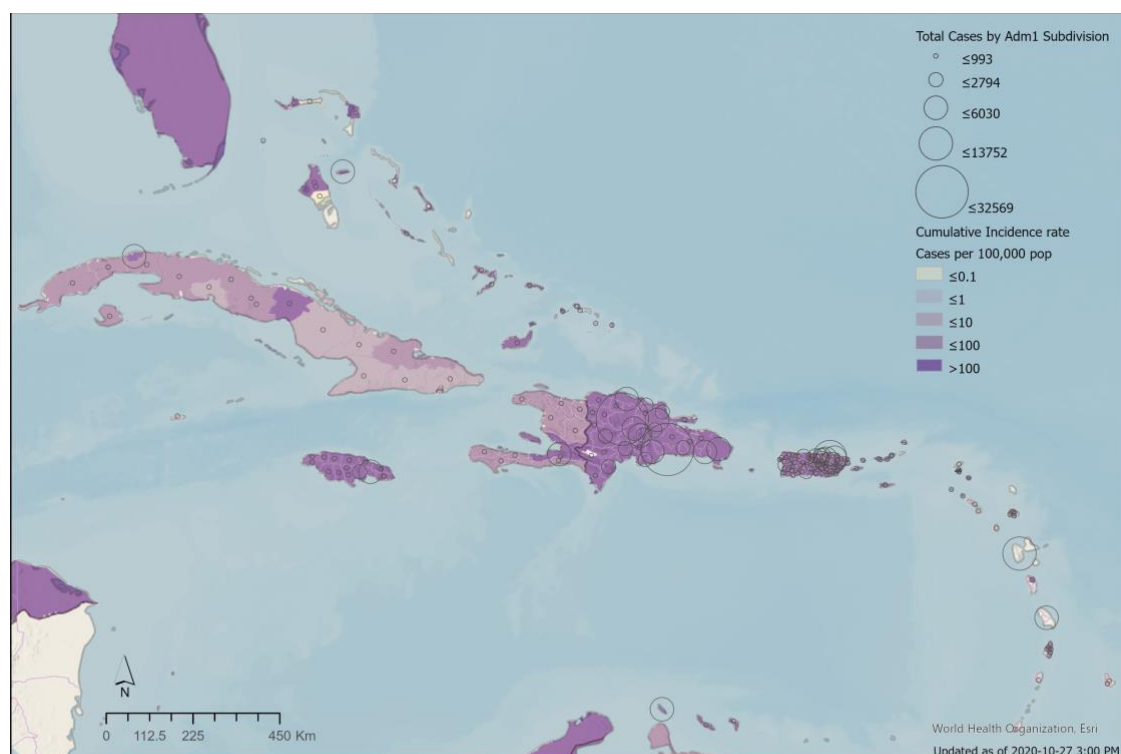 Total Cases by Adm1 Subdivision
≤993
≤2794
≤6030
≤13752
≤32569
Cumulative Incidence rate
Cases per 100,000 pop
≤0.1
≤1
≤10
≤100
>100
N
0 112.5 225 450 Km
World Health Organization, Esri
Updated as of 2020-10-27 3:00 PM